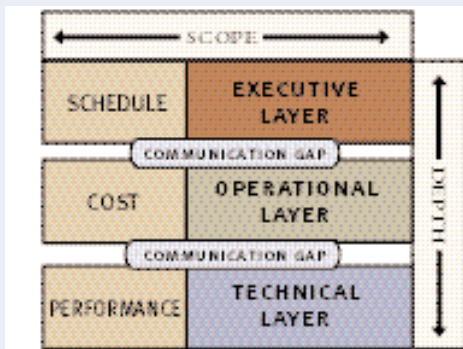 SCOPE
SCHEDULE
EXECUTIVE
LAYER
COMMUNICATION GAP
COST
OPERATIONAL
LAYER
COMMUNICATION GAP
PERFORMANCE
TECHNICAL
LAYER
DEPTH